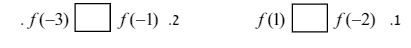 .1 f(1) □ f(−2)
.2 f(−3) □ f(−1) .